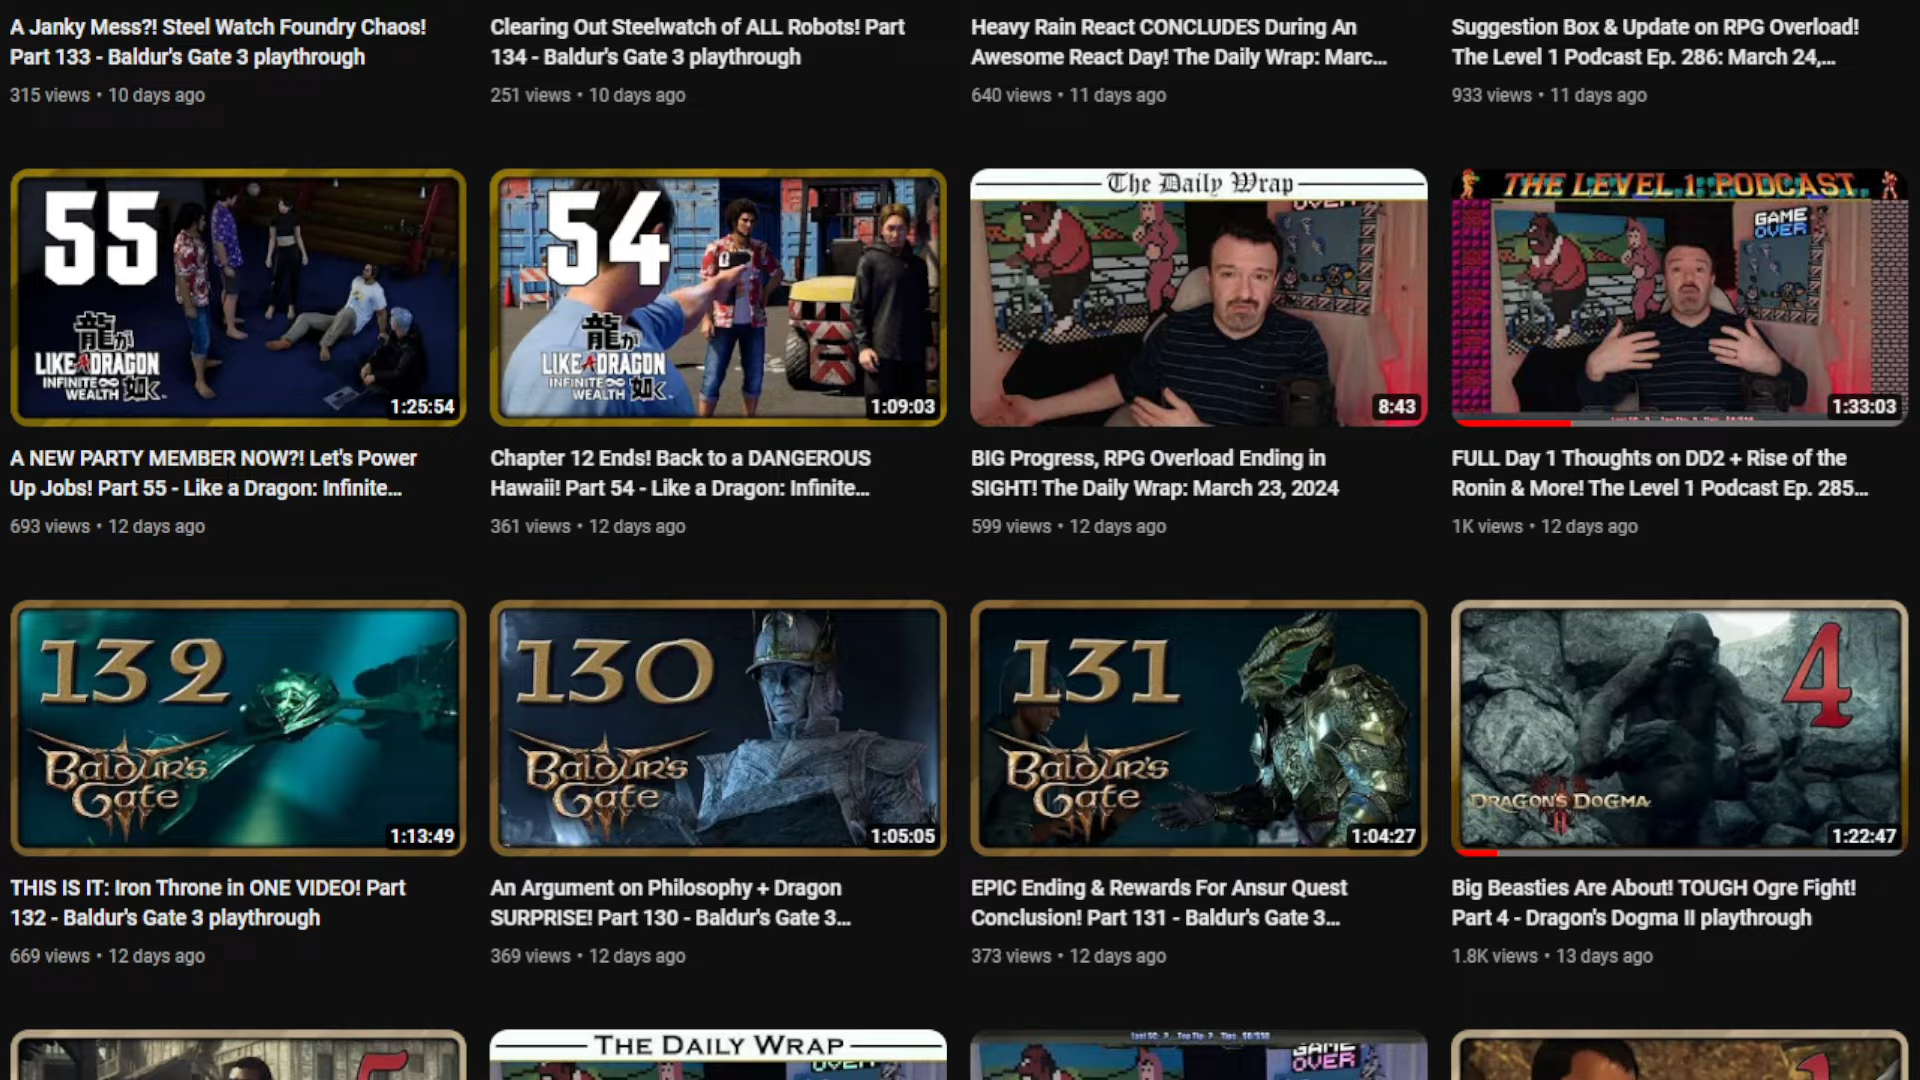 A Janky Mess?! Steel Watch Foundry Chaos!
Part 133 - Baldur's Gate 3 playthrough
315 views • 10 days ago
Clearing Out Steelwatch of ALL Robots! Part
134 - Baldur's Gate 3 playthrough
251 views • 10 days ago
Heavy Rain React CONCLUDES During An
Awesome React Day! The Daily Wrap: Marc...
640 views • 11 days ago
Suggestion Box & Update on RPG Overload!
The Level 1 Podcast Ep. 286: March 24,...
933 views • 11 days ago
55
龍が
LIKE A DRAGON
INFINITE
WEALTH
如く
1:25:54
A NEW PARTY MEMBER NOW?! Let's Power
Up Jobs! Part 55 - Like a Dragon: Infinite...
693 views • 12 days ago
54
龍が
LIKE A DRAGON
INFINITE
WEALTH
如く
1:09:03
Chapter 12 Ends! Back to a DANGEROUS
Hawaii! Part 54 - Like a Dragon: Infinite...
361 views • 12 days ago
The Daily Wrap
OVER
8:43
BIG Progress, RPG Overload Ending in
SIGHT! The Daily Wrap: March 23, 2024
599 views • 12 days ago
THE LEVEL 1 PODCAST
GAME
OVER
1:33:03
FULL Day 1 Thoughts on DD2 + Rise of the
Ronin & More! The Level 1 Podcast Ep. 285...
1K views • 12 days ago
132
BALDUR'S
GATE
1:13:49
THIS IS IT: Iron Throne in ONE VIDEO! Part
132 - Baldur's Gate 3 playthrough
669 views • 12 days ago
130
BALDUR'S
GATE
1:05:05
An Argument on Philosophy + Dragon
SURPRISE! Part 130 - Baldur's Gate 3...
369 views • 12 days ago
131
BALDUR'S
GATE
1:04:27
EPIC Ending & Rewards For Ansur Quest
Conclusion! Part 131 - Baldur's Gate 3...
373 views • 12 days ago
4
DRAGON'S DOGMA
II
1:22:47
Big Beasties Are About! TOUGH Ogre Fight!
Part 4 - Dragon's Dogma II playthrough
1.8K views • 13 days ago
5
THE DAILY WRAP
OVER
GAME
OVER